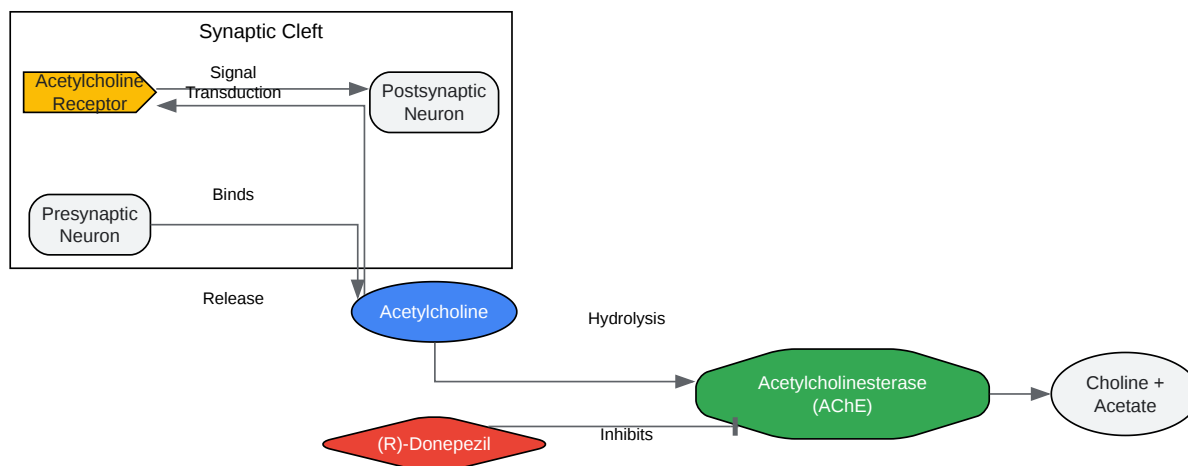 Synaptic Cleft
Acetylcholine
Receptor
Signal
Transduction
Postsynaptic
Neuron
Binds
Presynaptic
Neuron
Release
Acetylcholine
Hydrolysis
Acetylcholinesterase
(AChE)
Choline +
Acetate
(R)-Donepezil
Inhibits